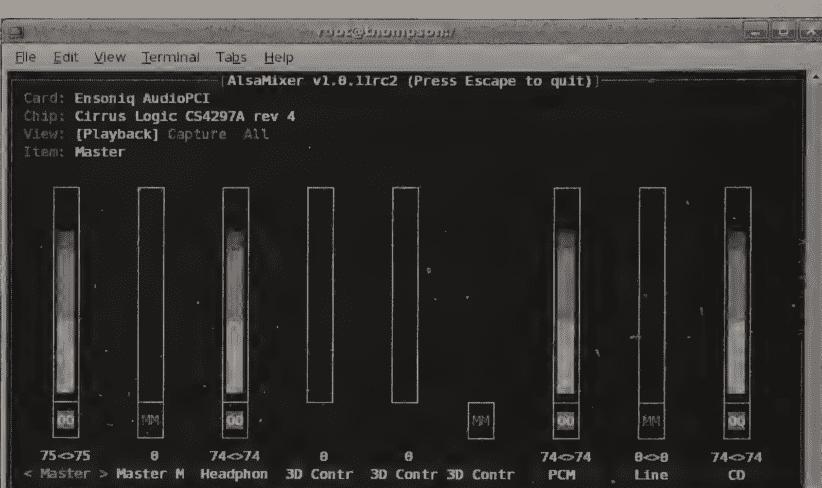 root@thompson:/
File Edit View Terminal Tabs Help
AlsaMixer v1.0.11rc2 (Press Escape to quit)
Card: Ensoniq AudioPCI
Chip: Cirrus Logic CS4297A rev 4
View: [Playback] Capture All
Item: Master
OO MM OO MM OO MM OO
75<>75 0 74<>74 0 0 74<>74 0<>0 74<>74
< Master > Master M Headphon 3D Contr 3D Contr 3D Contr PCM Line CD